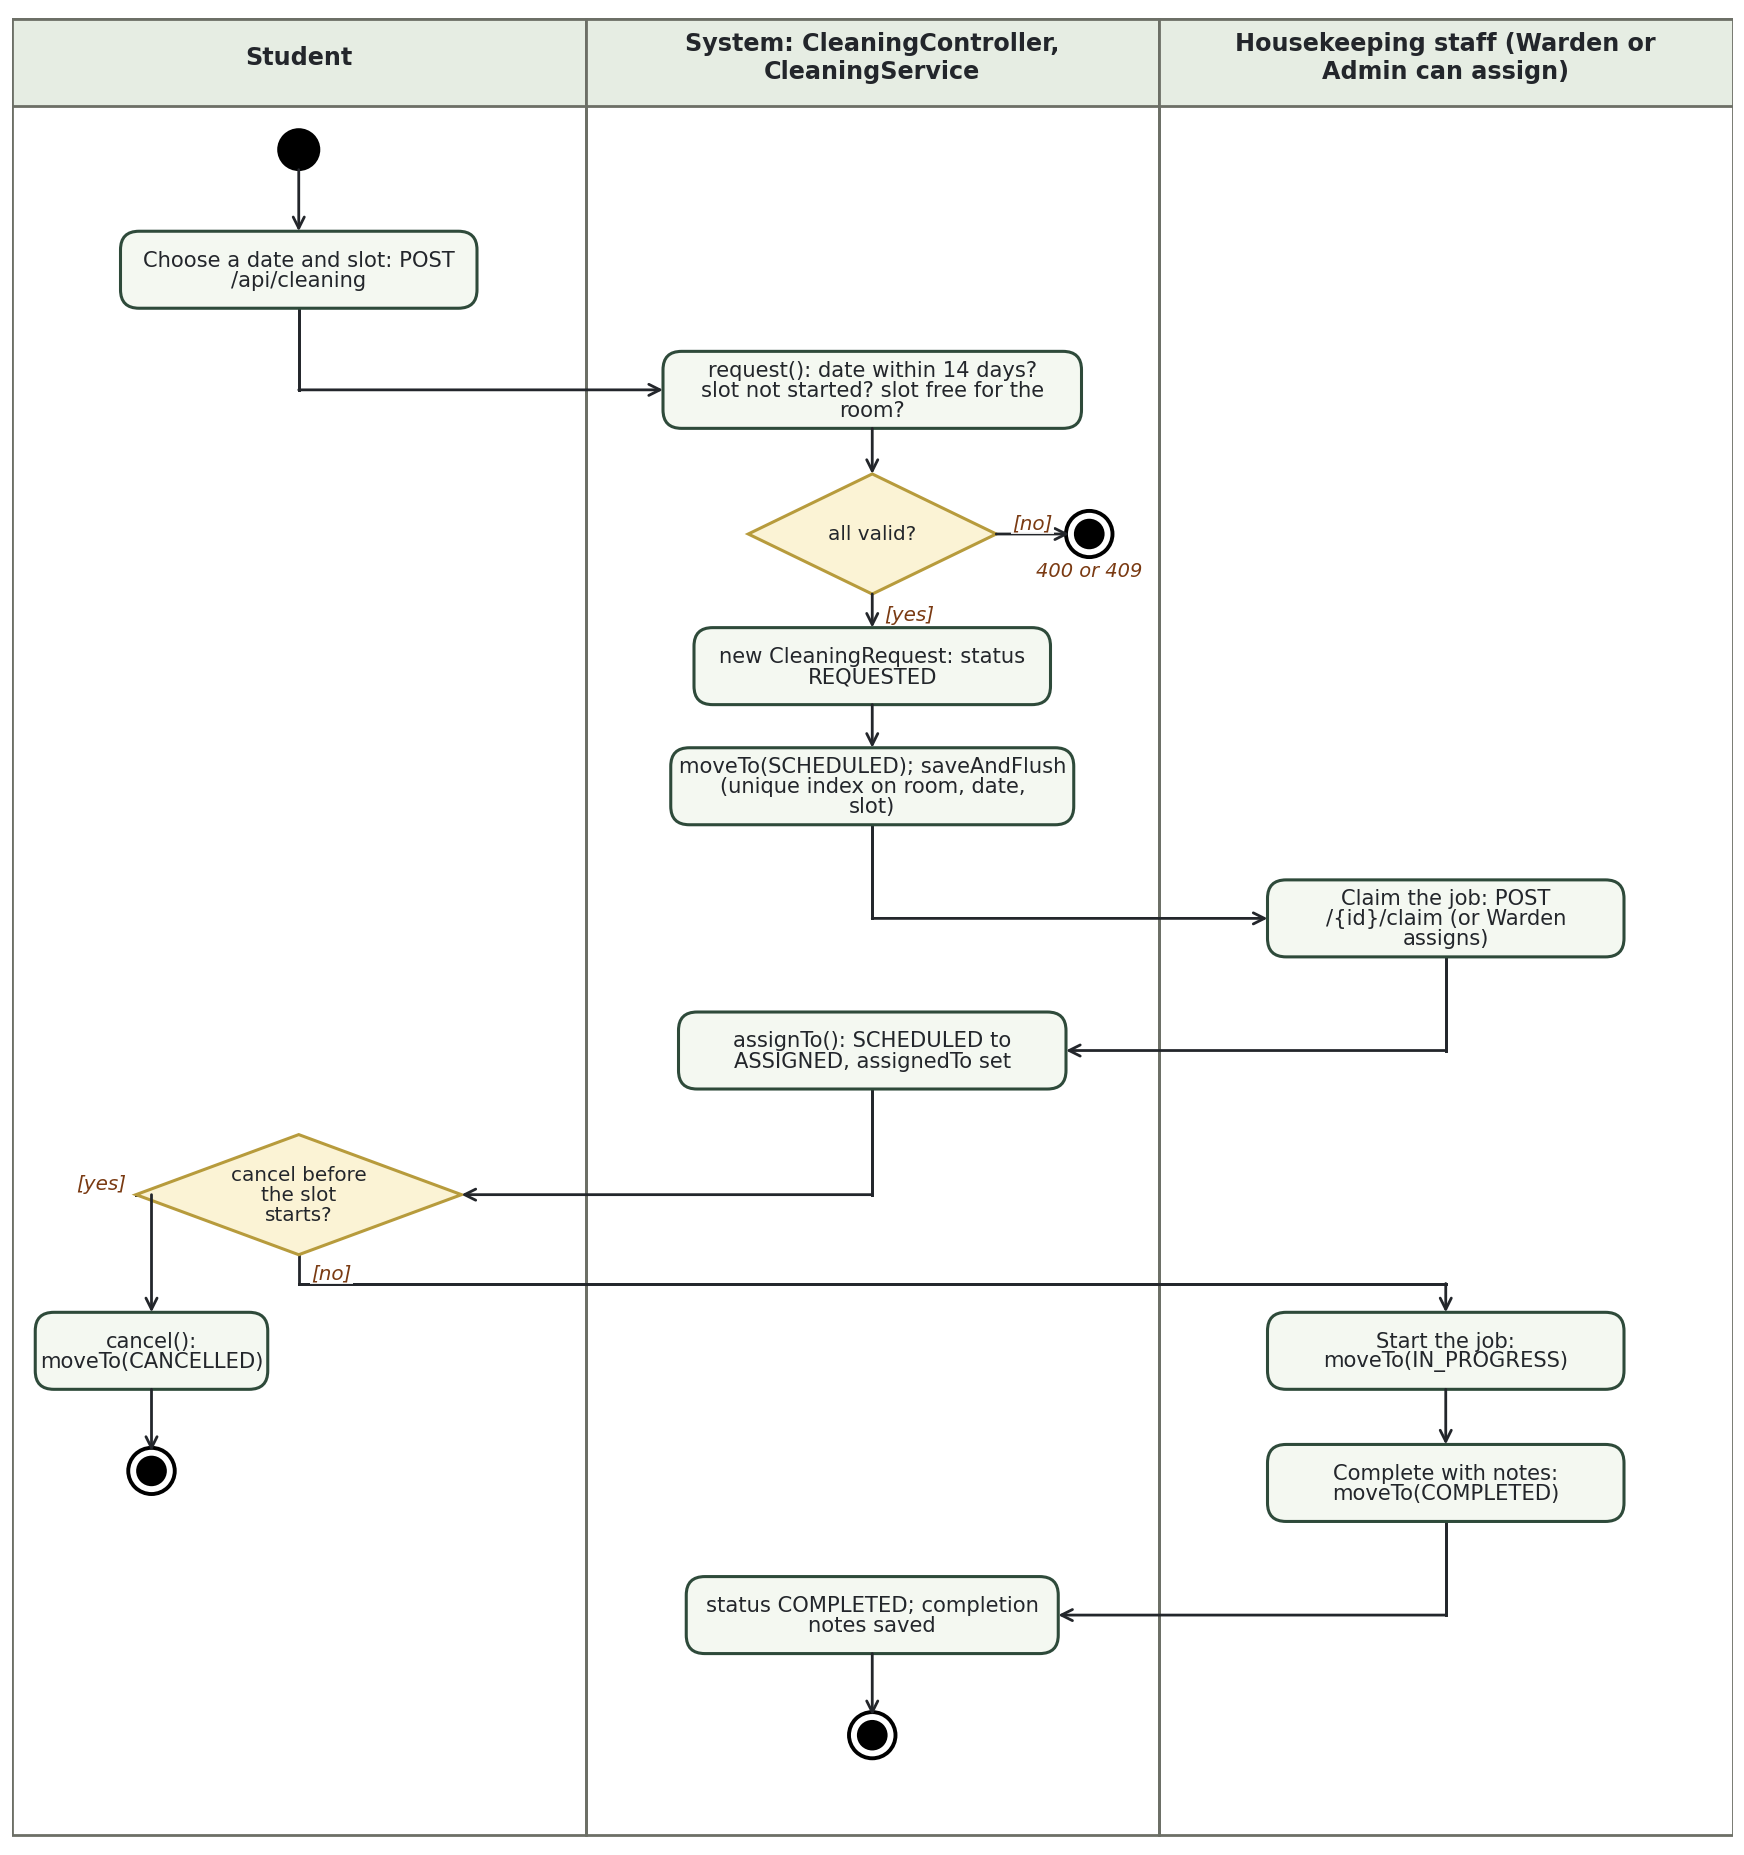 Student
System: CleaningController,
CleaningService
Housekeeping staff (Warden or
Admin can assign)
Choose a date and slot: POST
/api/cleaning
request(): date within 14 days?
slot not started? slot free for the
room?
all valid?
[no]
400 or 409
[yes]
new CleaningRequest: status
REQUESTED
moveTo(SCHEDULED); saveAndFlush
(unique index on room, date,
slot)
Claim the job: POST
/{id}/claim (or Warden
assigns)
assignTo(): SCHEDULED to
ASSIGNED, assignedTo set
cancel before
the slot
starts?
[yes]
[no]
cancel():
moveTo(CANCELLED)
Start the job:
moveTo(IN_PROGRESS)
Complete with notes:
moveTo(COMPLETED)
status COMPLETED; completion
notes saved